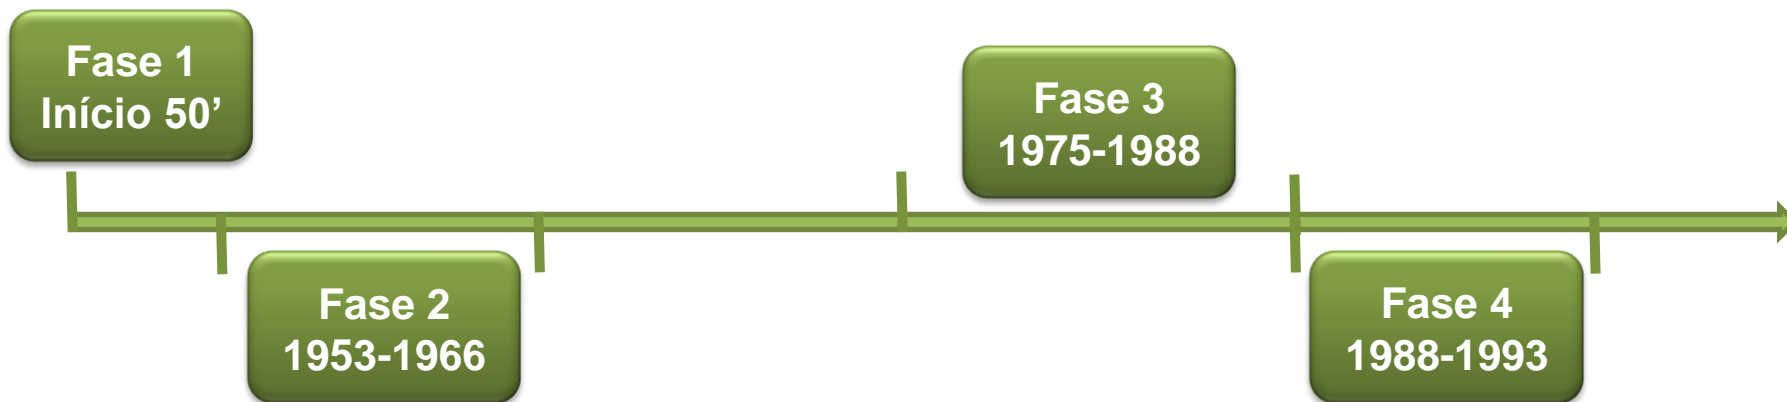 Fase 1
Início 50’
Fase 2
1953-1966
Fase 3
1975-1988
Fase 4
1988-1993